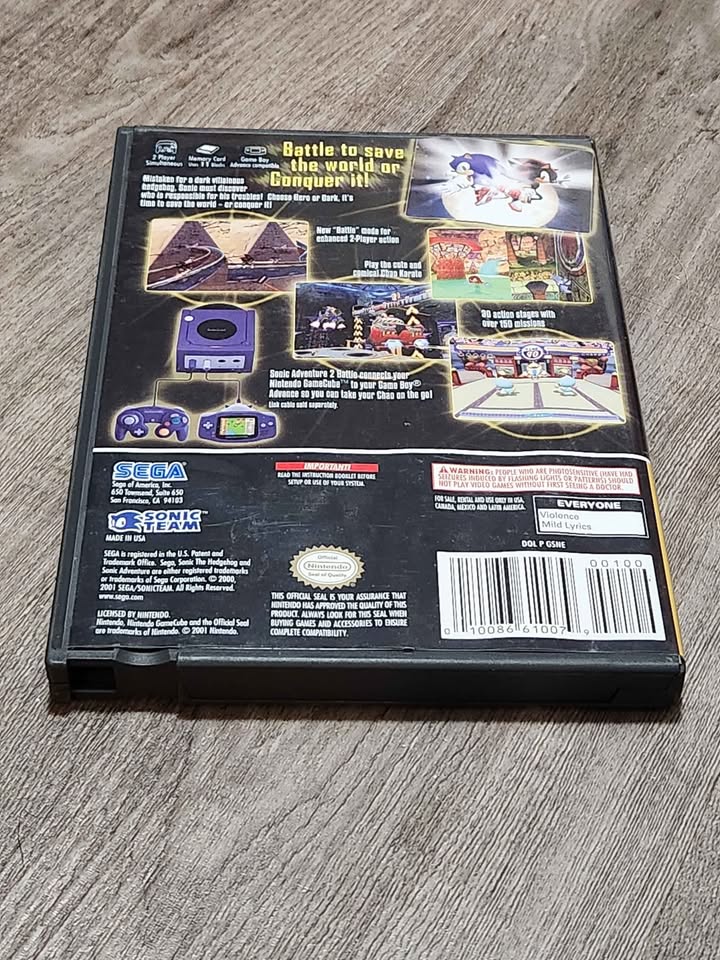 2 Player
Simultaneous
Memory Card
Uses 11 Blocks
Game Boy
Advance compatible
Battle to save
the world or
Conquer it!
Mistaken for a dark villainous
hedgehog, Sonic must discover
who is responsible for his troubles! Choose Hero or Dark, it's
time to save the world - or conquer it!
New "Battle" mode for
enhanced 2-Player action
Play the cute and
comical Chao Karate
30 action stages with
over 150 missions
Sonic Adventure 2 Battle connects your
Nintendo GameCube™ to your Game Boy®
Advance so you can take your Chao on the go!
Link cable sold separately.
SEGA®
Sega of America, Inc.
650 Townsend, Suite 650
San Francisco, CA 94103
SONIC
TEAM™
MADE IN USA
SEGA is registered in the U.S. Patent and
Trademark Office. Sega, Sonic The Hedgehog and
Sonic Adventure are either registered trademarks
or trademarks of Sega Corporation. © 2000,
2001 SEGA/SONICTEAM. All Rights Reserved.
www.sega.com
LICENSED BY NINTENDO.
Nintendo, Nintendo GameCube and the Official Seal
are trademarks of Nintendo. © 2001 Nintendo.
IMPORTANT!
READ THE INSTRUCTION BOOKLET BEFORE
SETUP OR USE OF YOUR SYSTEM.
Official
Nintendo
Seal of Quality
THIS OFFICIAL SEAL IS YOUR ASSURANCE THAT
NINTENDO HAS APPROVED THE QUALITY OF THIS
PRODUCT. ALWAYS LOOK FOR THIS SEAL WHEN
BUYING GAMES AND ACCESSORIES TO ENSURE
COMPLETE COMPATIBILITY.
WARNING: PEOPLE WHO ARE PHOTOSENSITIVE (HAVE HAD
SEIZURES INDUCED BY FLASHING LIGHTS OR PATTERNS) SHOULD
NOT PLAY VIDEO GAMES WITHOUT FIRST SEEING A DOCTOR.
FOR SALE, RENTAL AND USE ONLY IN USA,
CANADA, MEXICO AND LATIN AMERICA.
EVERYONE
Violence
Mild Lyrics
DOL P GSNE
00100
0 10086 61007 9